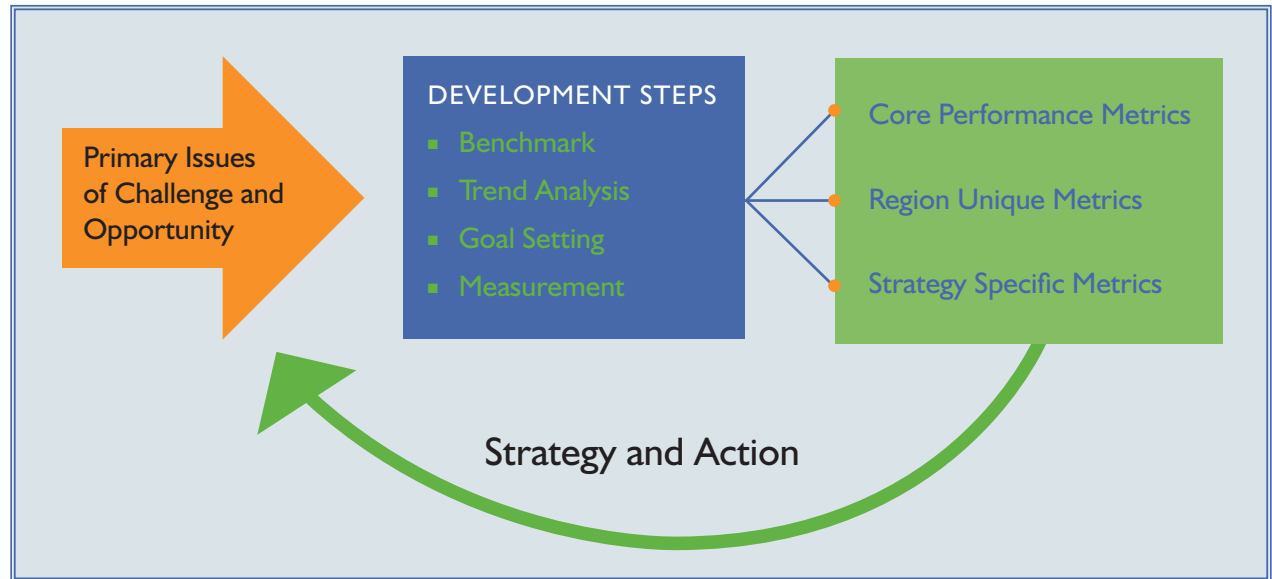 Primary Issues
of Challenge and
Opportunity
DEVELOPMENT STEPS
▪ Benchmark
▪ Trend Analysis
▪ Goal Setting
▪ Measurement
Core Performance Metrics
Region Unique Metrics
Strategy Specific Metrics
Strategy and Action